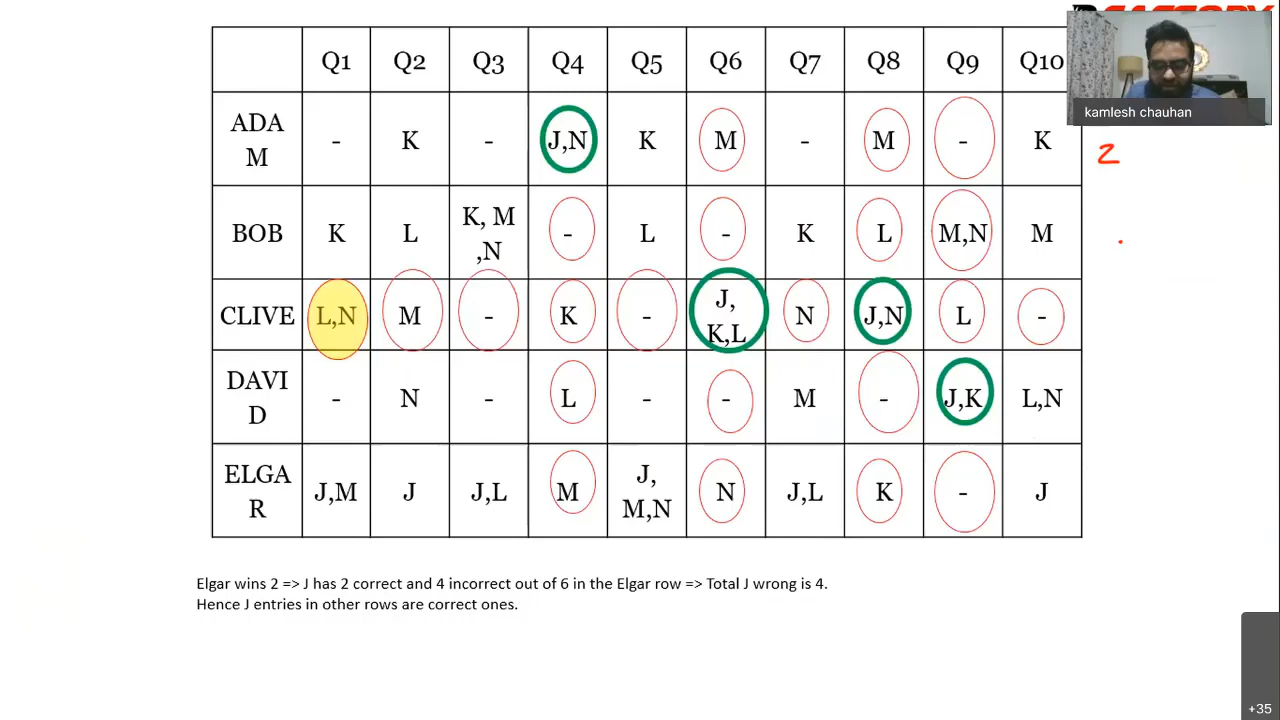 Q1 Q2 Q3 Q4 Q5 Q6 Q7 Q8 Q9 Q10
kamlesh chauhan
ADA
M
- K - J,N K M - M - K
2
BOB K L K, M
,N
- L - K L M,N M
CLIVE L,N M - K - J,
K,L
N J,N L -
DAVI
D
- N - L - - M - J,K L,N
ELGA
R
J,M J J,L M J,
M,N
N J,L K - J
Elgar wins 2 => J has 2 correct and 4 incorrect out of 6 in the Elgar row => Total J wrong is 4.
Hence J entries in other rows are correct ones.
+35